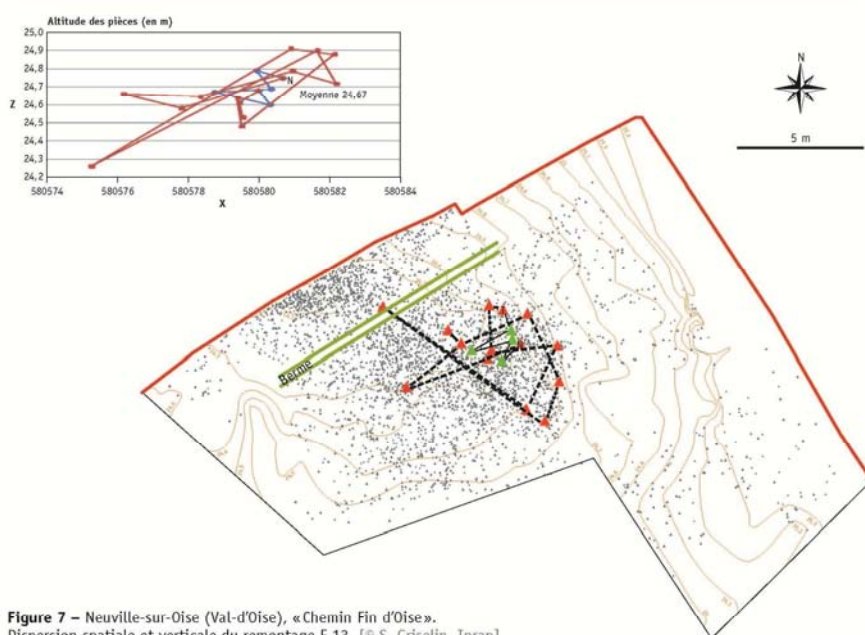 Altitude des pièces (en m)
25,0
24,9
24,8
24,7
24,6
24,5
24,4
24,3
24,2
Z
N
Moyenne 24,67
580574
580576
580578
580580
580582
580584
X
N
5 m
Berme
Figure 7 – Neuville-sur-Oise (Val-d'Oise), «Chemin Fin d'Oise».
Dispersion spatiale et verticale du remontage F 13. [© S. Griselin, Inrap]